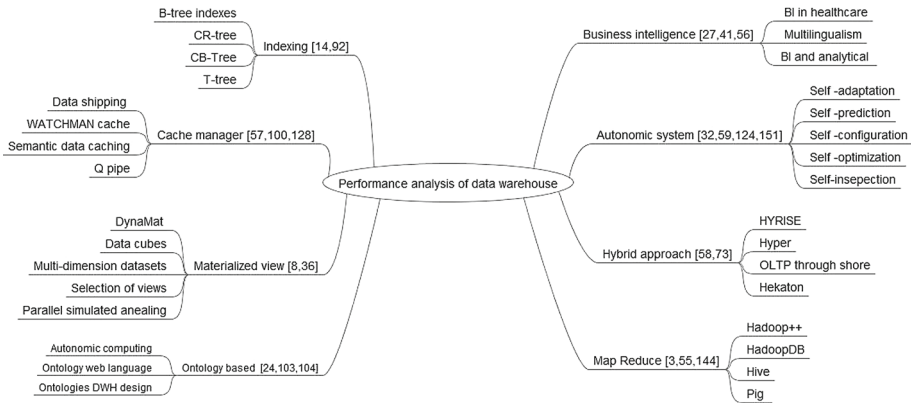 B-tree indexes
CR-tree
CB-Tree
T-tree
Indexing [14,92]
Data shipping
WATCHMAN cache
Semantic data caching
Q pipe
Cache manager [57,100,128]
DynaMat
Data cubes
Multi-dimension datasets
Selection of views
Parallel simulated anealing
Materialized view [8,36]
Autonomic computing
Ontology web language
Ontologies DWH design
Ontology based [24,103,104]
Performance analysis of data warehouse
Business intelligence [27,41,56]
BI in healthcare
Multilingualism
BI and analytical
Autonomic system [32,59,124,151]
Self -adaptation
Self -prediction
Self -configuration
Self -optimization
Self-insepection
Hybrid approach [58,73]
HYRISE
Hyper
OLTP through shore
Hekaton
Map Reduce [3,55,144]
Hadoop++
HadoopDB
Hive
Pig